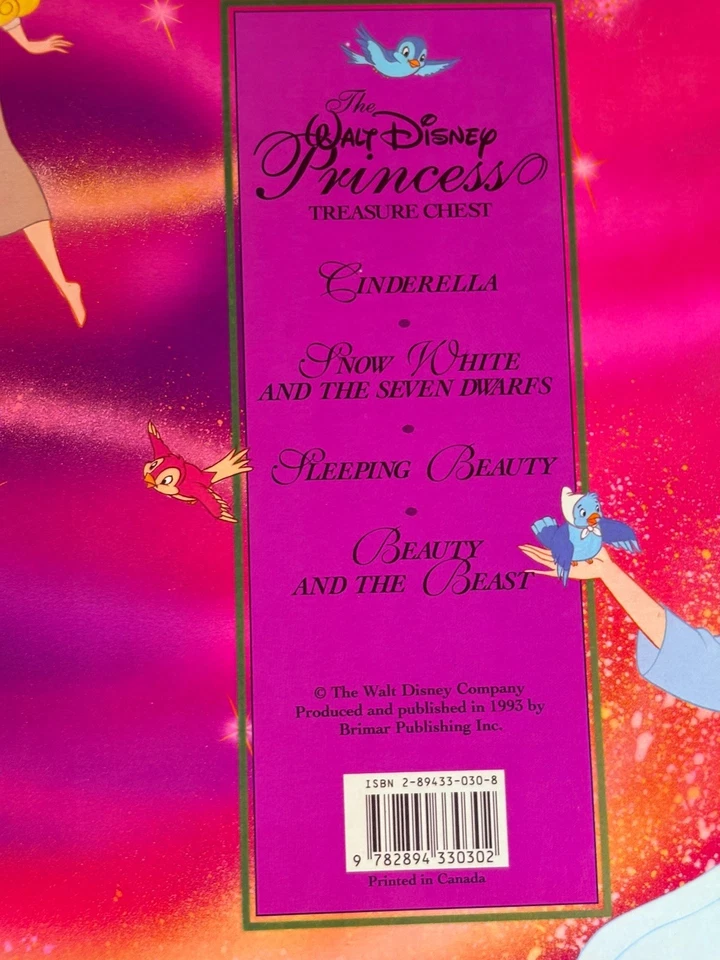 The
Walt Disney
Princess
TREASURE CHEST
CINDERELLA
SNOW WHITE
AND THE SEVEN DWARFS
SLEEPING BEAUTY
BEAUTY
AND THE BEAST
© The Walt Disney Company
Produced and published in 1993 by
Brimar Publishing Inc.
ISBN 2-89433-030-8
9 782894 330302
Printed in Canada